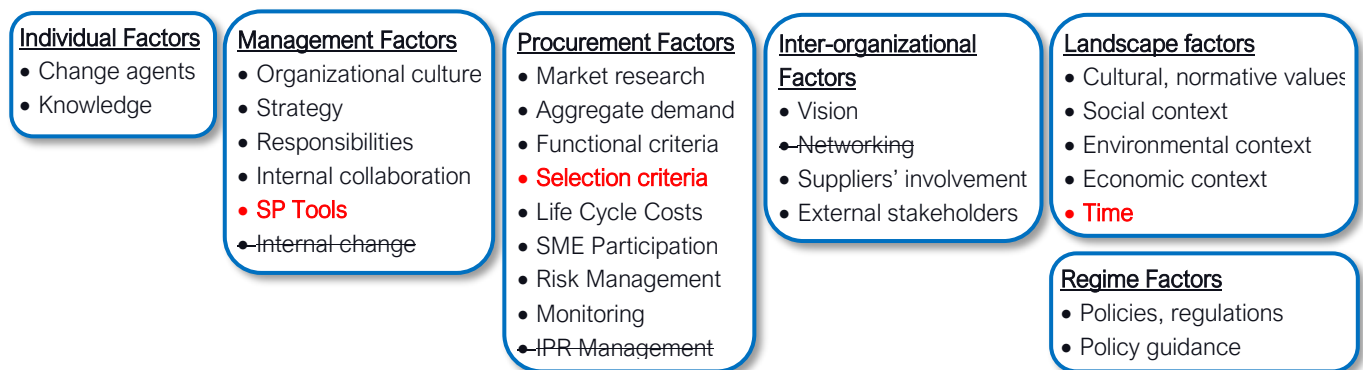 Individual Factors
• Change agents
• Knowledge
Management Factors
• Organizational culture
• Strategy
• Responsibilities
• Internal collaboration
• SP Tools
• Internal change
Procurement Factors
• Market research
• Aggregate demand
• Functional criteria
• Selection criteria
• Life Cycle Costs
• SME Participation
• Risk Management
• Monitoring
• IPR Management
Inter-organizational
Factors
• Vision
• Networking
• Suppliers' involvement
• External stakeholders
Landscape factors
• Cultural, normative values
• Social context
• Environmental context
• Economic context
• Time
Regime Factors
• Policies, regulations
• Policy guidance